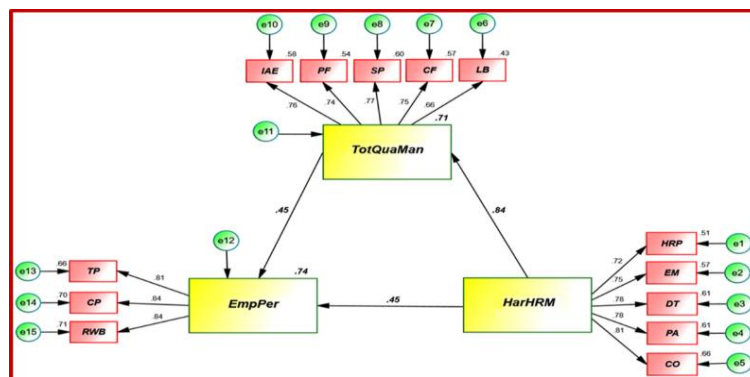 e10 e9 e8 e7 e6
.58 .54 .60 .57 .43
IAE PF SP CF LB
.76 .74 .77 .75 .66
e11 .71
TotQuaMan
.45 .84
e12
e13 .66 TP .81
.74
e14 .70 CP .84
EmpPer
e15 .71 RWB .84
.45
HarHRM
.72 HRP .51 e1
.75 EM .57 e2
.78 DT .61 e3
.78 PA .61 e4
.81 CO .66 e5